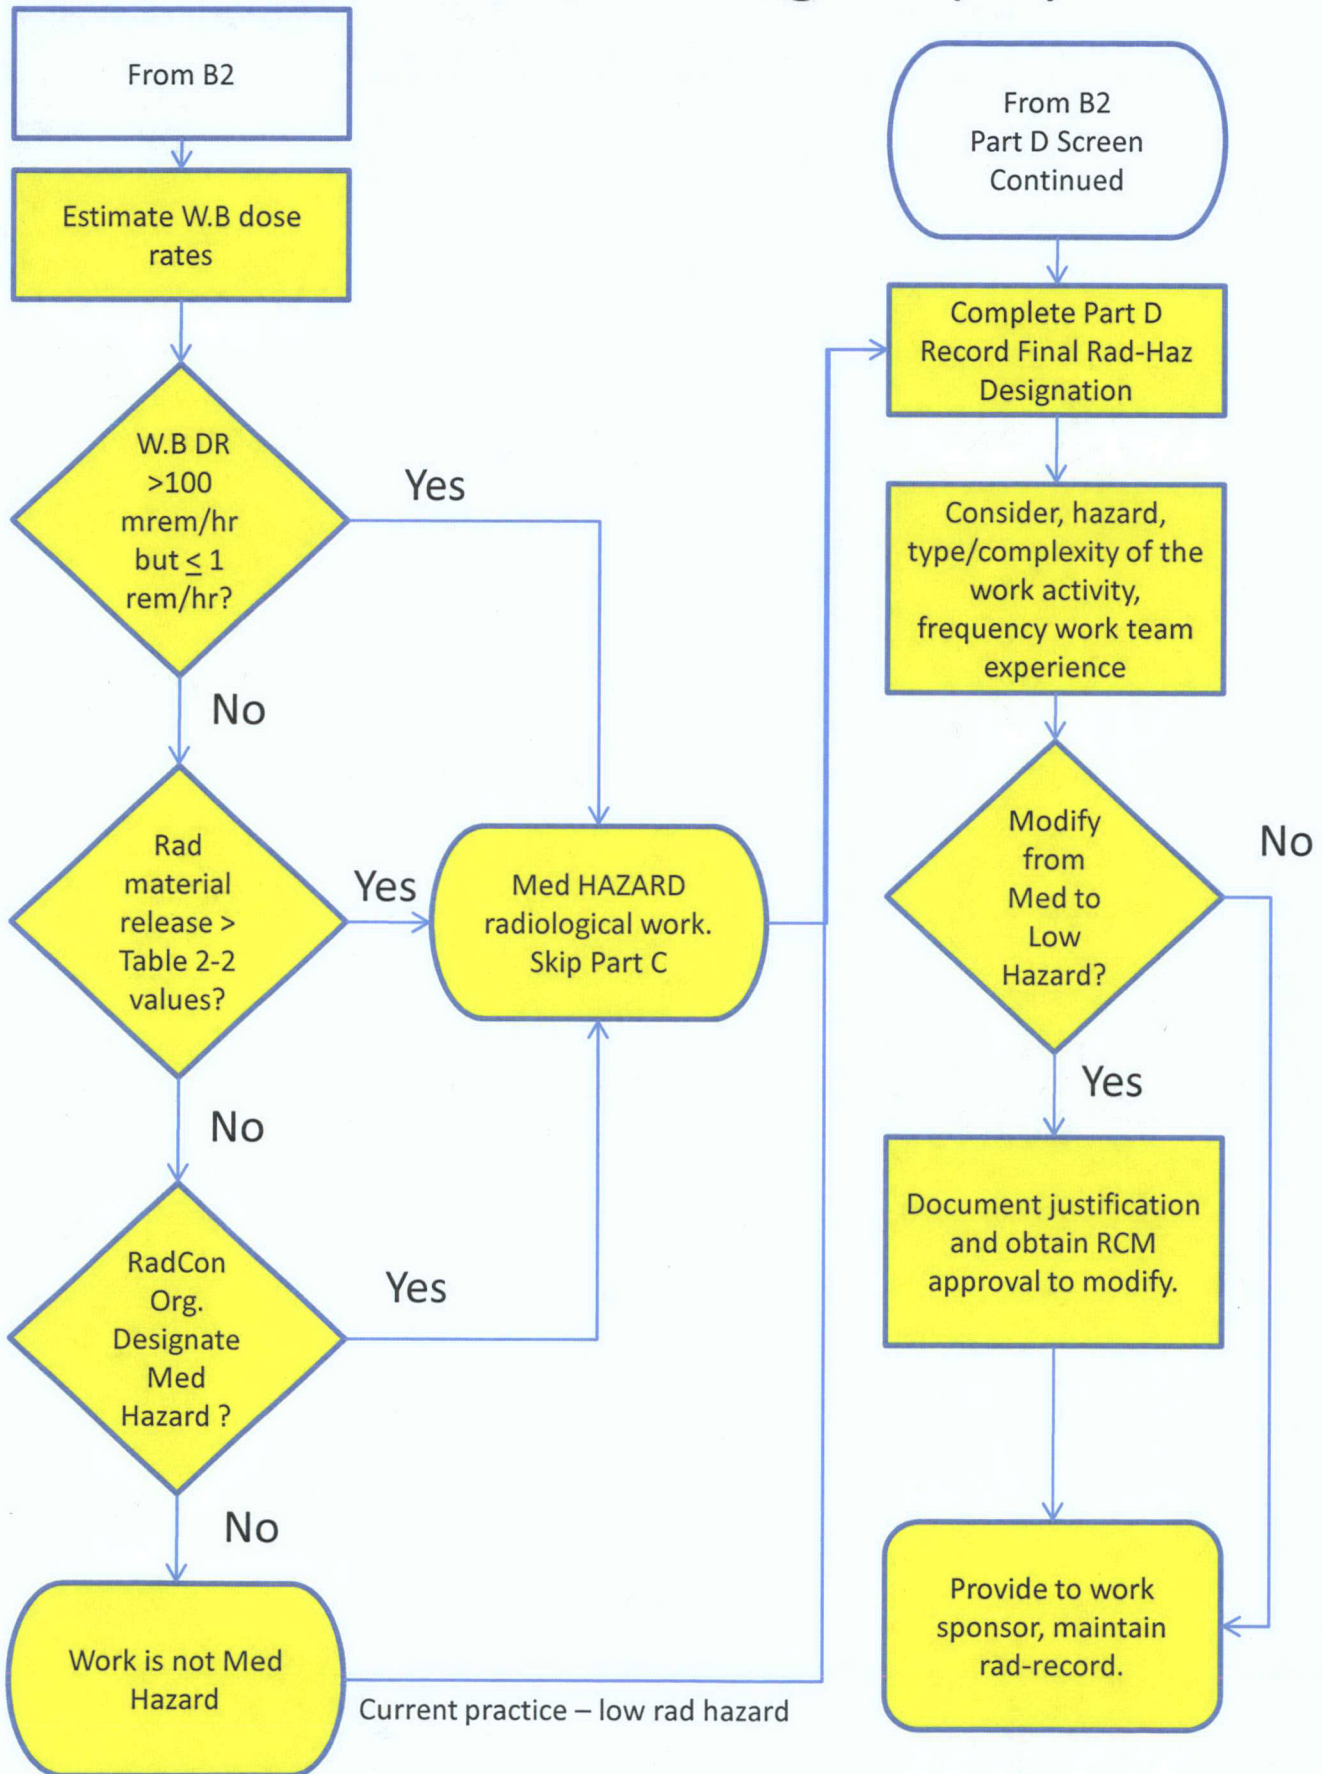 From B2
Estimate W.B dose
rates
W.B DR
>100
mrem/hr
but ≤ 1
rem/hr?
Yes
No
Rad
material
release >
Table 2-2
values?
Yes
Med HAZARD
radiological work.
Skip Part C
No
RadCon
Org.
Designate
Med
Hazard ?
Yes
No
Work is not Med
Hazard
Current practice – low rad hazard
From B2
Part D Screen
Continued
Complete Part D
Record Final Rad-Haz
Designation
Consider, hazard,
type/complexity of the
work activity,
frequency work team
experience
Modify
from
Med to
Low
Hazard?
No
Yes
Document justification
and obtain RCM
approval to modify.
Provide to work
sponsor, maintain
rad-record.